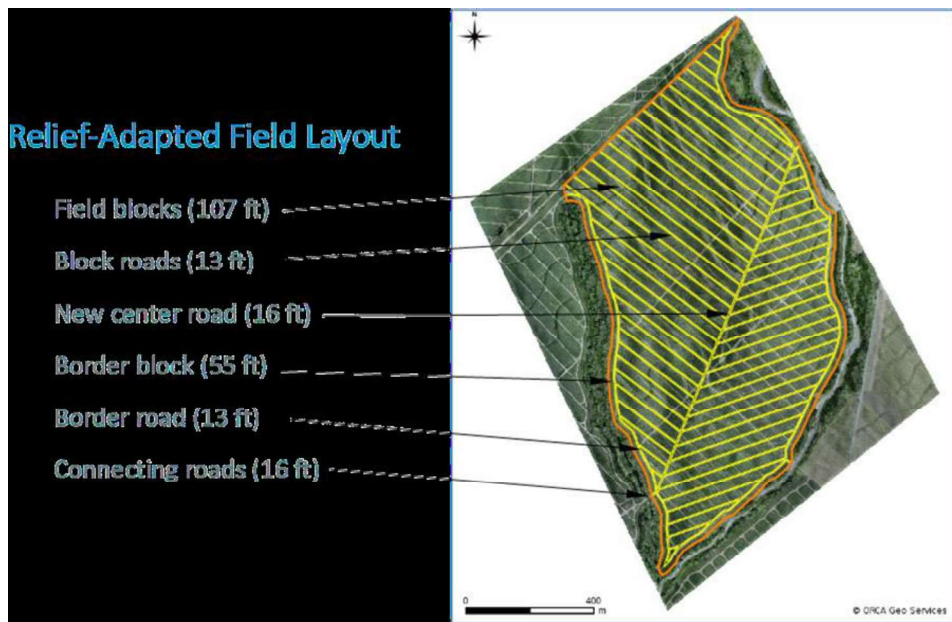 N
Relief-Adapted Field Layout
Field blocks (107 ft)
Block roads (13 ft)
New center road (16 ft)
Border block (55 ft)
Border road (13 ft)
Connecting roads (16 ft)
0 400
m
© ORCA Geo Services